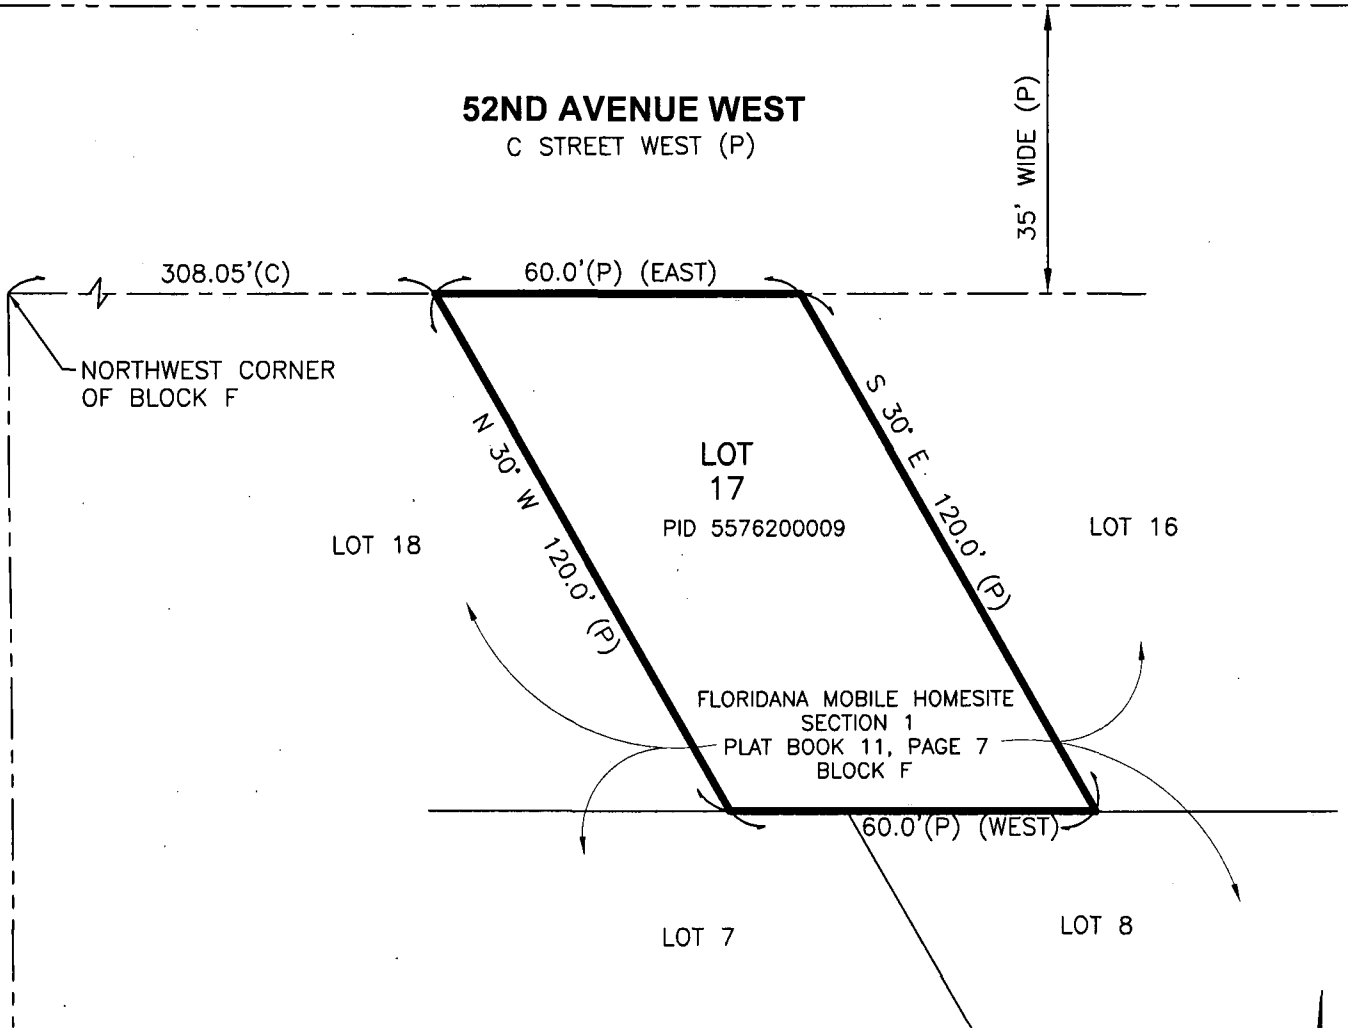 52ND AVENUE WEST
C STREET WEST (P)
35' WIDE (P)
308.05'(C)
60.0'(P) (EAST)
NORTHWEST CORNER
OF BLOCK F
N 30° W 120.0' (P)
S 30° E 120.0' (P)
LOT
17
PID 5576200009
LOT 18
LOT 16
FLORIDANA MOBILE HOMESITE
SECTION 1
PLAT BOOK 11, PAGE 7
BLOCK F
60.0'(P) (WEST)
LOT 7
LOT 8